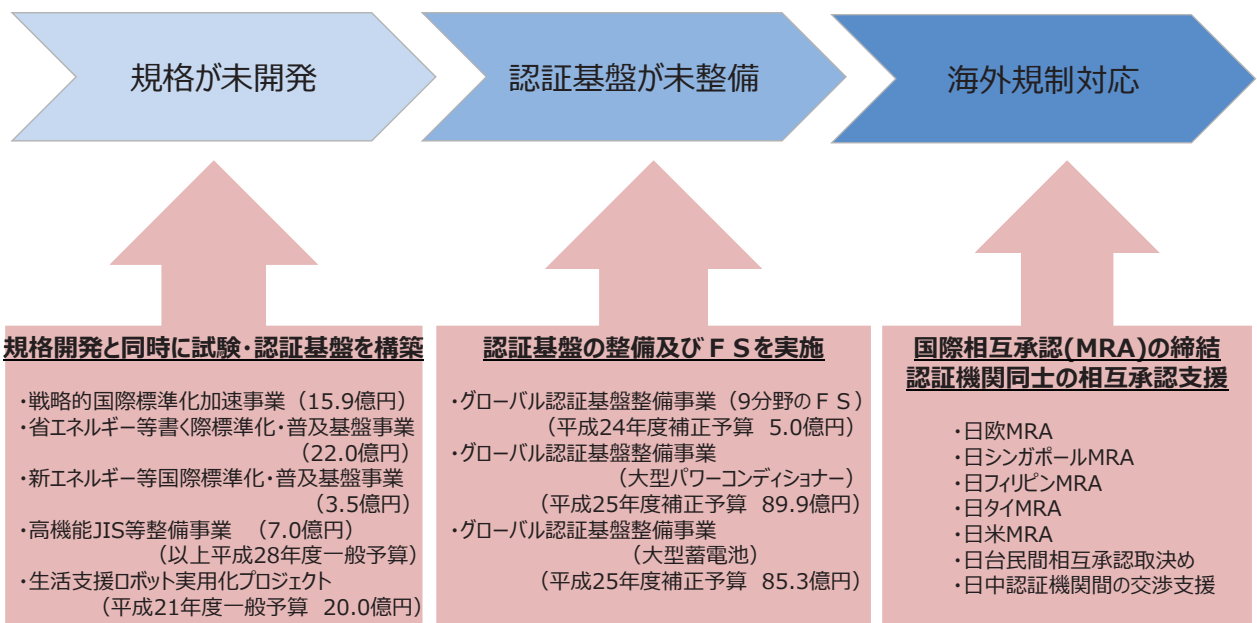 規格が未開発
認証基盤が未整備
海外規制対応
規格開発と同時に試験・認証基盤を構築
・戦略的国際標準化加速事業（15.9億円）
・省エネルギー等書く際標準化・普及基盤事業
（22.0億円）
・新エネルギー等国際標準化・普及基盤事業
（3.5億円）
・高機能JIS等整備事業　（7.0億円）
（以上平成28年度一般予算）
・生活支援ロボット実用化プロジェクト
（平成21年度一般予算 20.0億円）
認証基盤の整備及びＦＳを実施
・グローバル認証基盤整備事業（9分野のＦＳ）
（平成24年度補正予算 5.0億円）
・グローバル認証基盤整備事業
（大型パワーコンディショナー）
（平成25年度補正予算 89.9億円）
・グローバル認証基盤整備事業
（大型蓄電池）
（平成25年度補正予算 85.3億円）
国際相互承認(MRA)の締結
認証機関同士の相互承認支援
・日欧MRA
・日シンガポールMRA
・日フィリピンMRA
・日タイMRA
・日米MRA
・日台民間相互承認取決め
・日中認証機関間の交渉支援